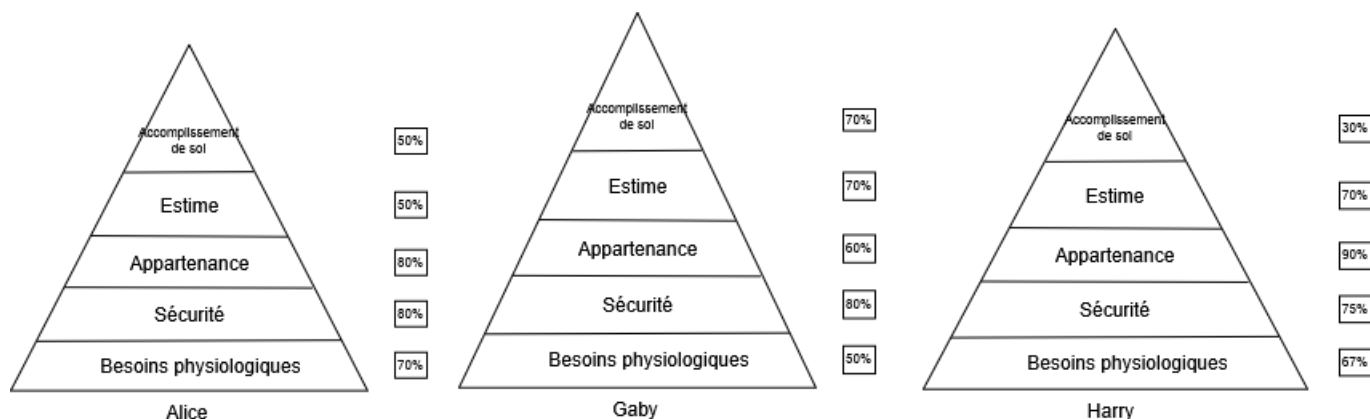 Accomplissement
de sol
50%
Estime
50%
Appartenance
80%
Sécurité
80%
Besoins physiologiques
70%
Alice
Accomplissement
de sol
70%
Estime
70%
Appartenance
60%
Sécurité
80%
Besoins physiologiques
50%
Gaby
Accomplissement
de sol
30%
Estime
70%
Appartenance
90%
Sécurité
75%
Besoins physiologiques
67%
Harry